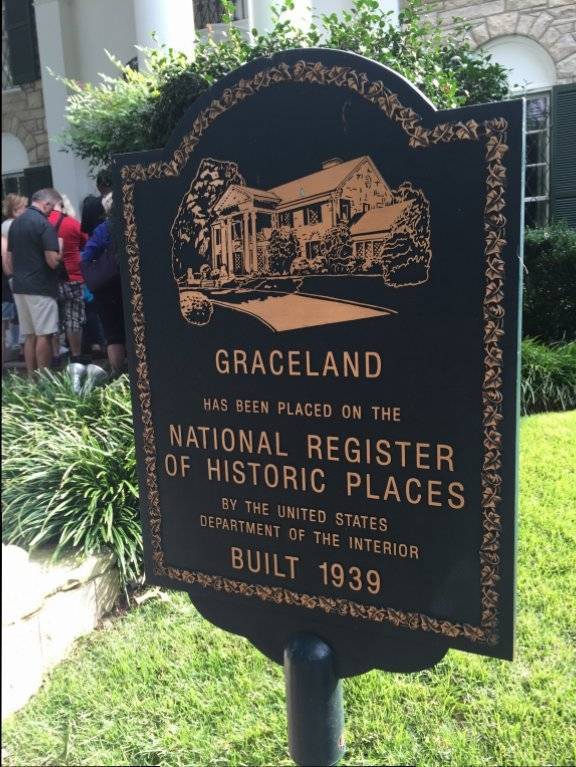 GRACELAND
HAS BEEN PLACED ON THE
NATIONAL REGISTER
OF HISTORIC PLACES
BY THE UNITED STATES
DEPARTMENT OF THE INTERIOR
BUILT 1939